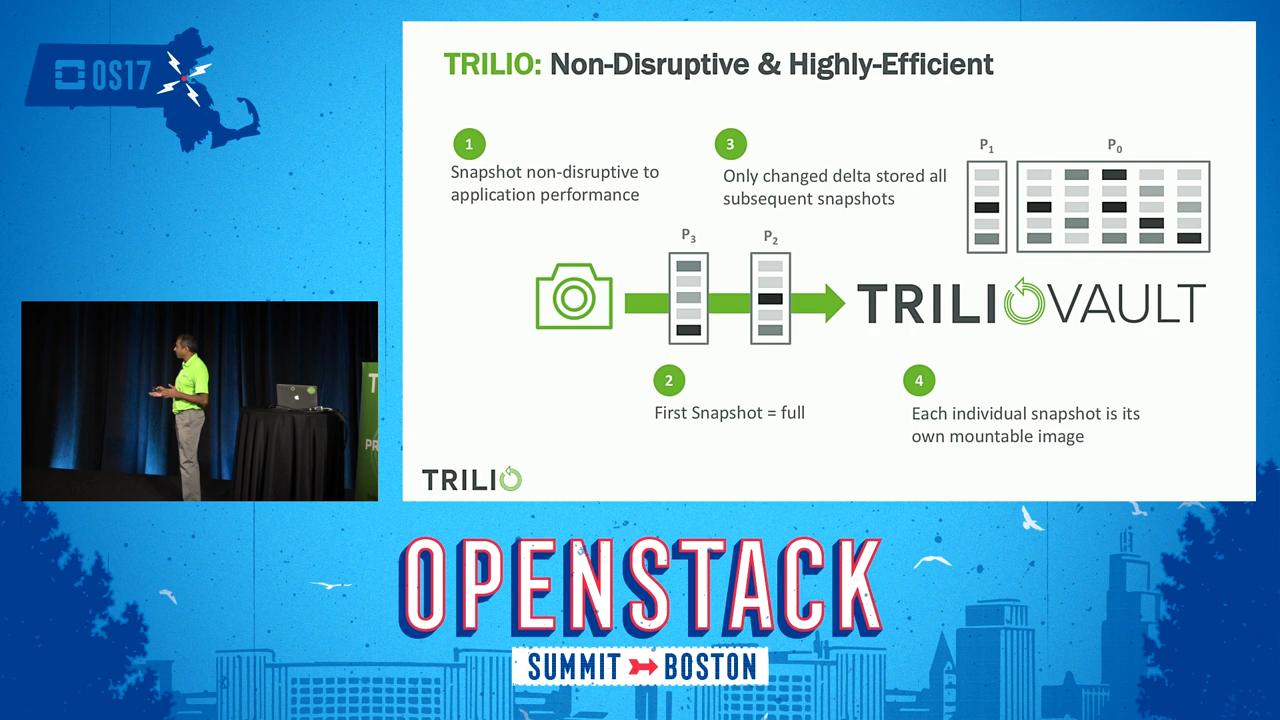 OS17
TRILIO: Non-Disruptive & Highly-Efficient
1
Snapshot non-disruptive to
application performance
3
Only changed delta stored all
subsequent snapshots
P1
P0
P3
P2
TRILIOVAULT
2
First Snapshot = full
4
Each individual snapshot is its
own mountable image
TRILIO
T
PR
OPENSTACK
SUMMIT BOSTON